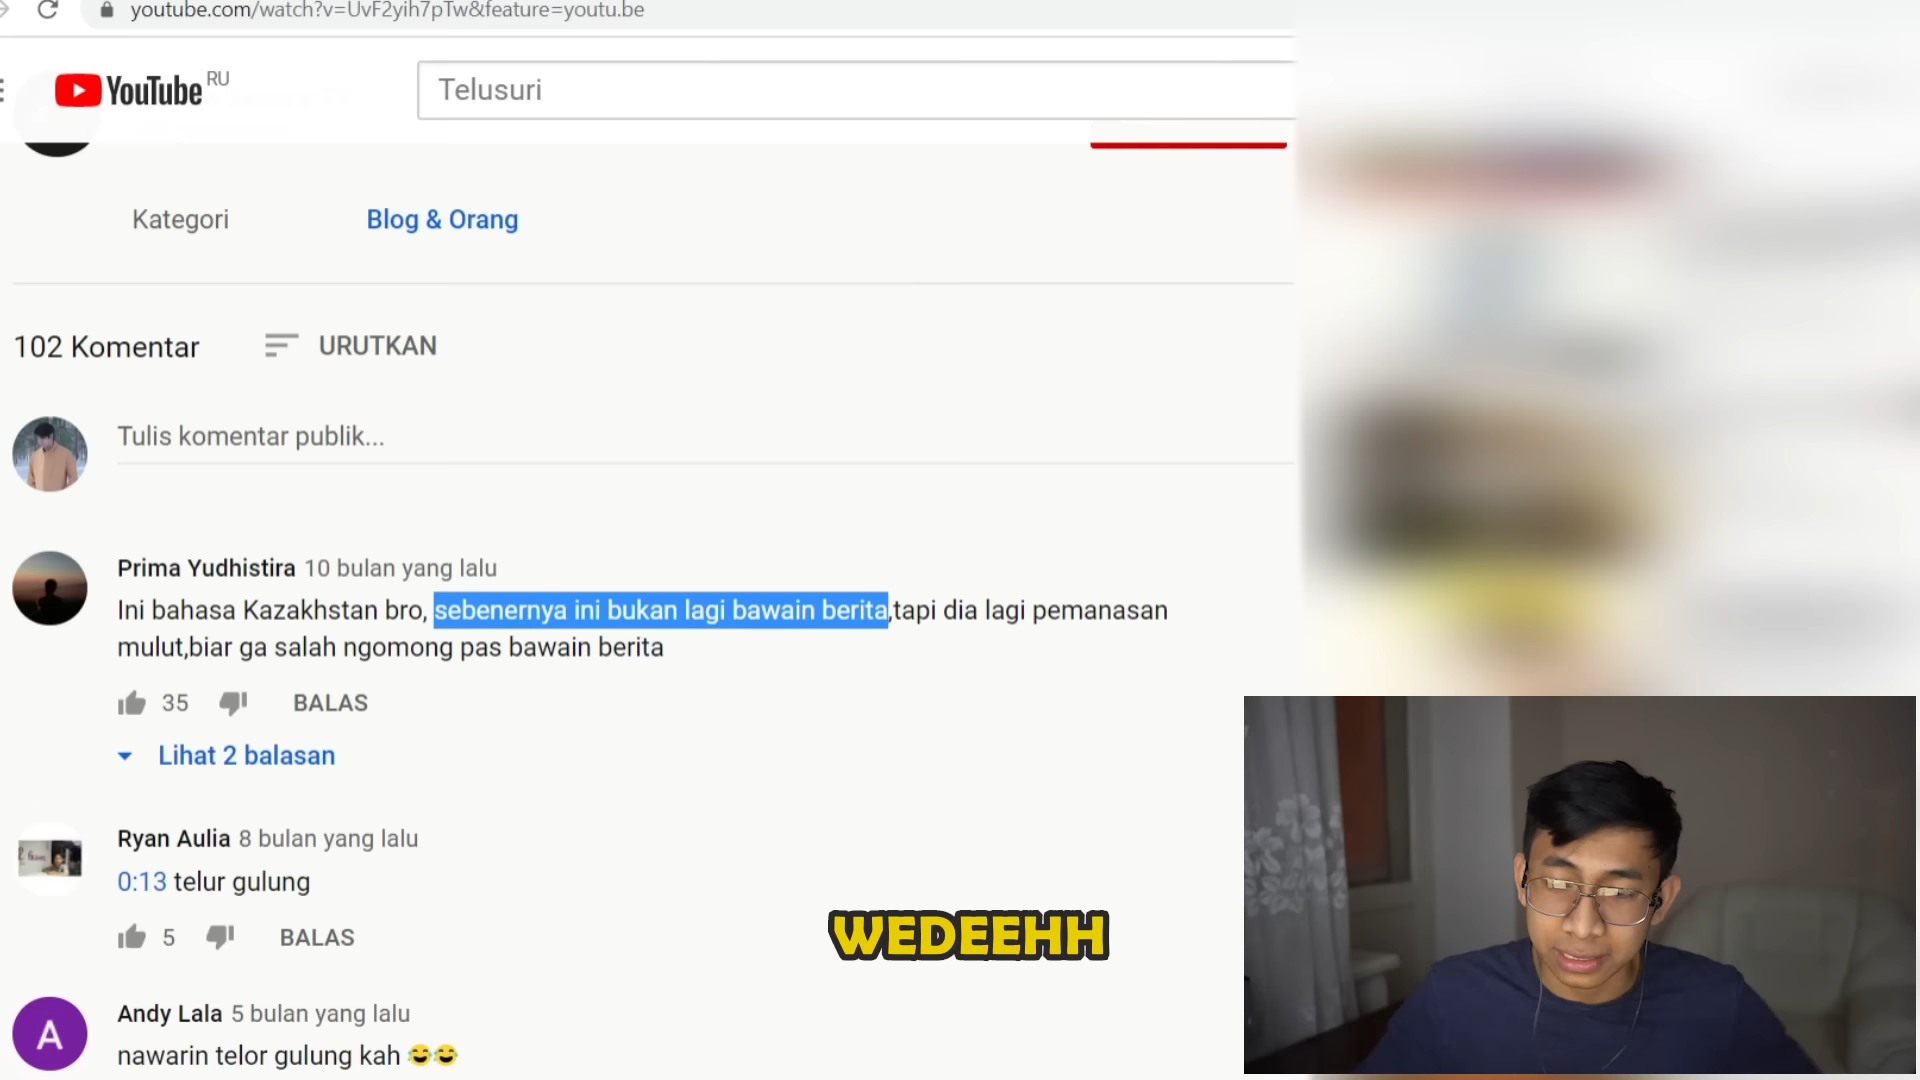 youtube.com/watch?v=UvF2yih7pTw&feature=youtu.be
YouTube RU
Telusuri
Kategori
Blog & Orang
102 Komentar
URUTKAN
Tulis komentar publik...
Prima Yudhistira 10 bulan yang lalu
Ini bahasa Kazakhstan bro, sebenernya ini bukan lagi bawain berita,tapi dia lagi pemanasan
mulut,biar ga salah ngomong pas bawain berita
35
BALAS
Lihat 2 balasan
Ryan Aulia 8 bulan yang lalu
0:13 telur gulung
5
BALAS
WEDEEHH
A
Andy Lala 5 bulan yang lalu
nawarin telor gulung kah 😂😂